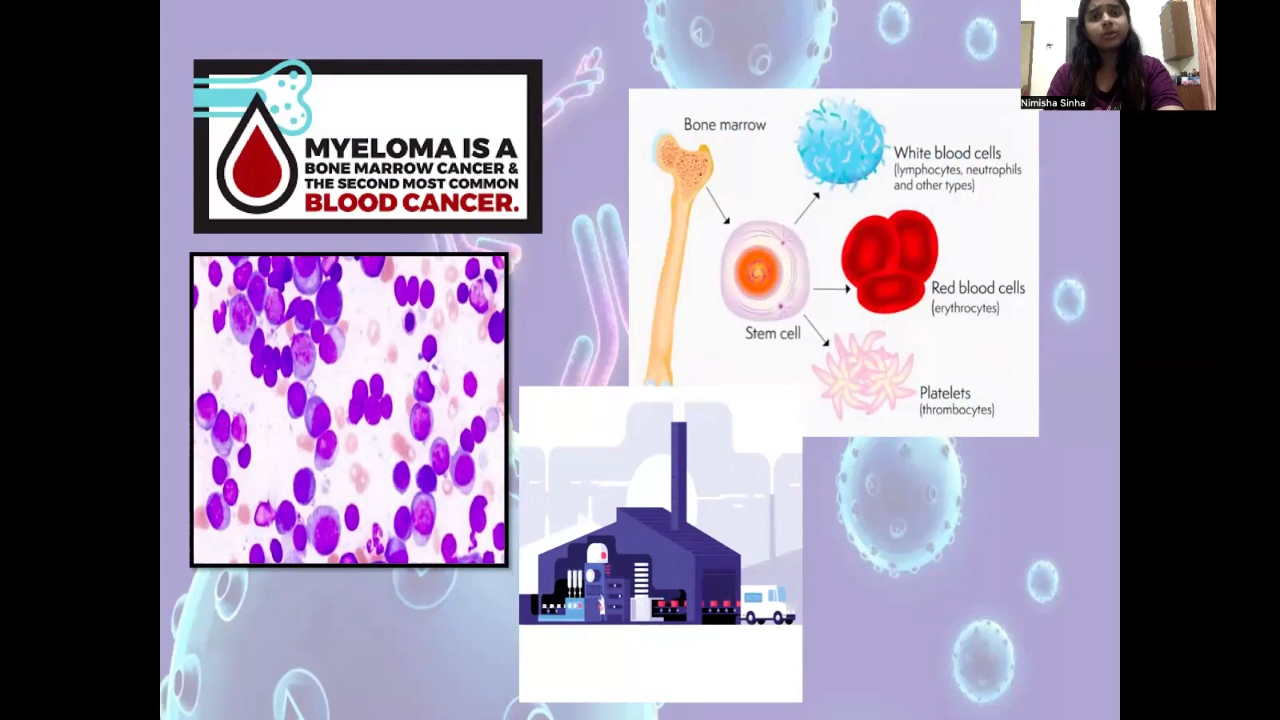 MYELOMA IS A
BONE MARROW CANCER &
THE SECOND MOST COMMON
BLOOD CANCER.
Bone marrow
White blood cells
(lymphocytes, neutrophils
and other types)
Red blood cells
(erythrocytes)
Stem cell
Platelets
(thrombocytes)
Nimisha Sinha